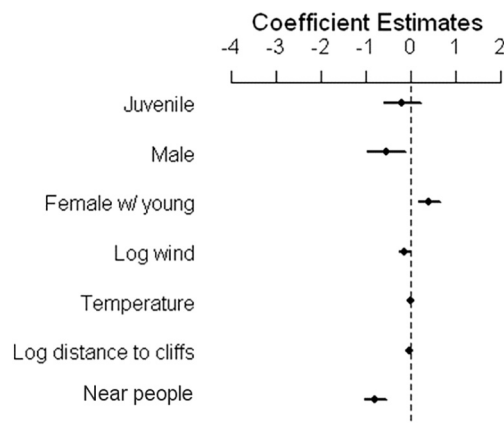 Coefficient Estimates
-4 -3 -2 -1 0 1 2
Juvenile
Male
Female w/ young
Log wind
Temperature
Log distance to cliffs
Near people